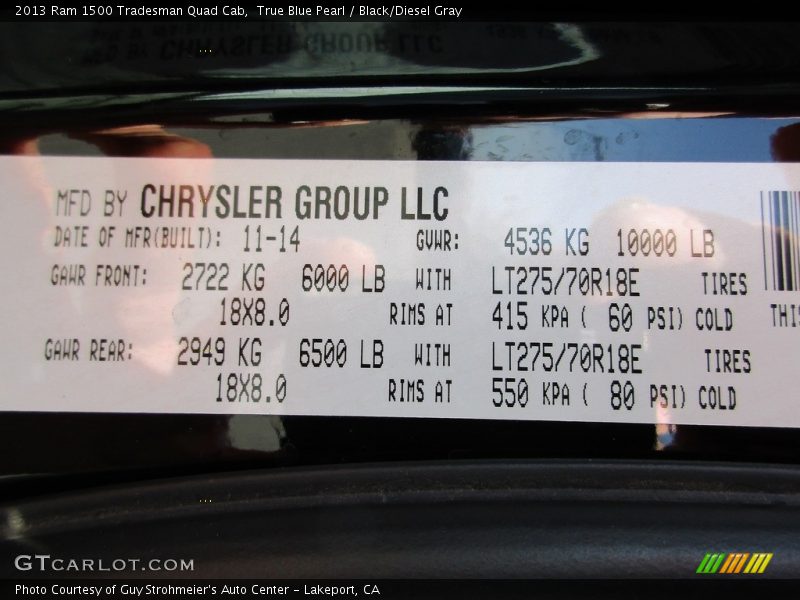 2013 Ram 1500 Tradesman Quad Cab, True Blue Pearl / Black/Diesel Gray
CHRYSLER GROUP LLC
MFD BY CHRYSLER GROUP LLC
DATE OF MFR(BUILT): 11-14 GVWR: 4536 KG 10000 LB
GAWR FRONT: 2722 KG 6000 LB WITH LT275/70R18E TIRES
18X8.0 RIMS AT 415 KPA ( 60 PSI) COLD THIS
GAWR REAR: 2949 KG 6500 LB WITH LT275/70R18E TIRES
18X8.0 RIMS AT 550 KPA ( 80 PSI) COLD
GTCARLOT.COM
Photo Courtesy of Guy Strohmeier's Auto Center – Lakeport, CA